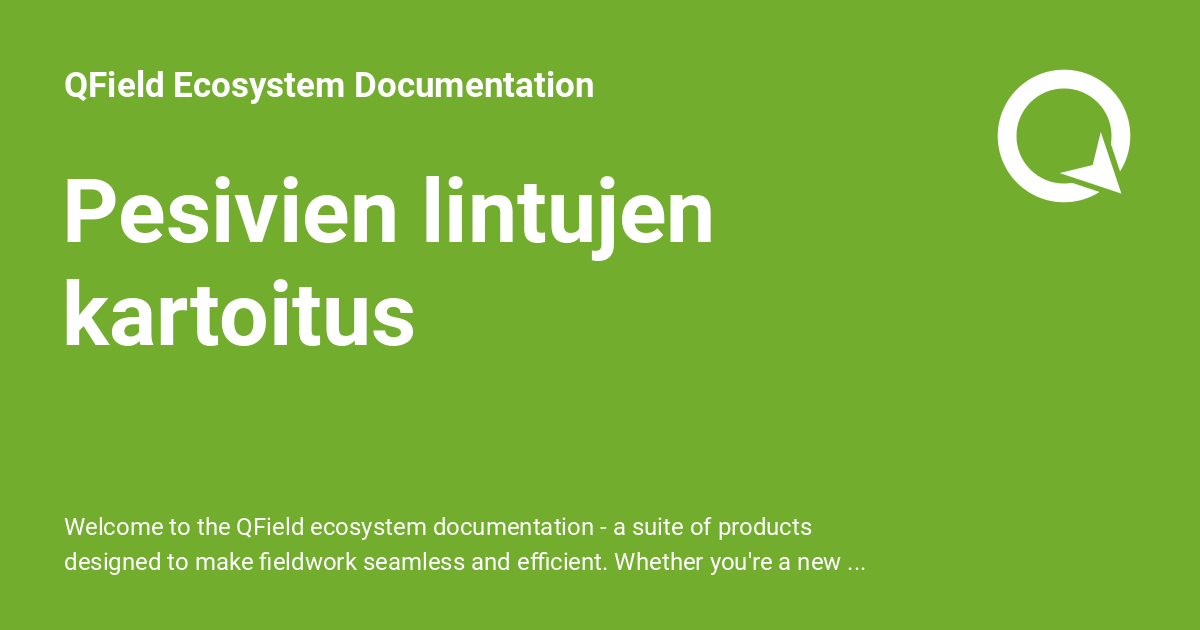 QField Ecosystem Documentation
Pesivien lintujen
kartoitus
Welcome to the QField ecosystem documentation - a suite of products
designed to make fieldwork seamless and efficient. Whether you're a new ...